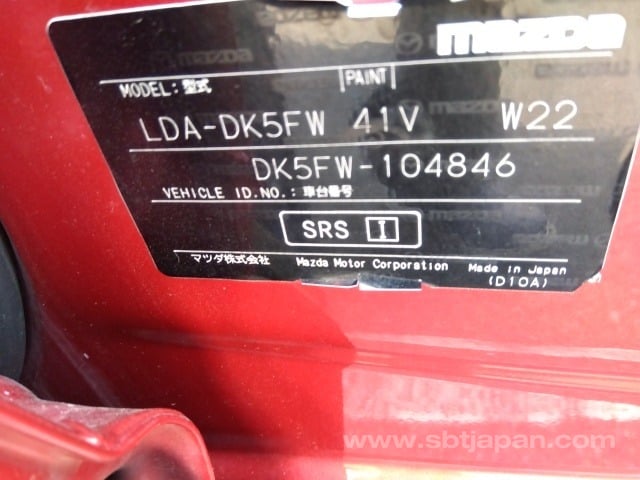 mazda
MODEL: 型式 PAINT
LDA-DK5FW 41V W22
DK5FW-104846
VEHICLE ID.NO.: 車台番号
SRS I
マツダ株式会社 Mazda Motor Corporation Made in Japan
(D10A)
www.sbtjapan.com